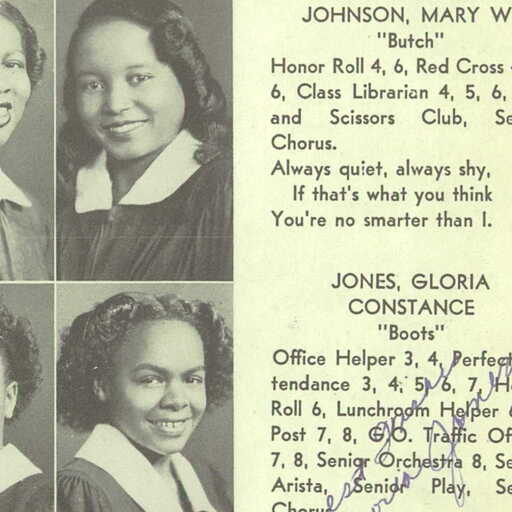 JOHNSON, MARY W
"Butch"
Honor Roll 4, 6, Red Cross
6, Class Librarian 4, 5, 6,
and Scissors Club, Se
Chorus.
Always quiet, always shy,
If that's what you think
You're no smarter than I.
JONES, GLORIA
CONSTANCE
"Boots"
Office Helper 3, 4, Perfect
tendance 3, 4, 5, 6, 7, H
Roll 6, Lunchroom Helper 6
Post 7, 8, G.O. Traffic Of
7, 8, Senior Orchestra 8, Se
Arista, Senior Play, Se
Chorus